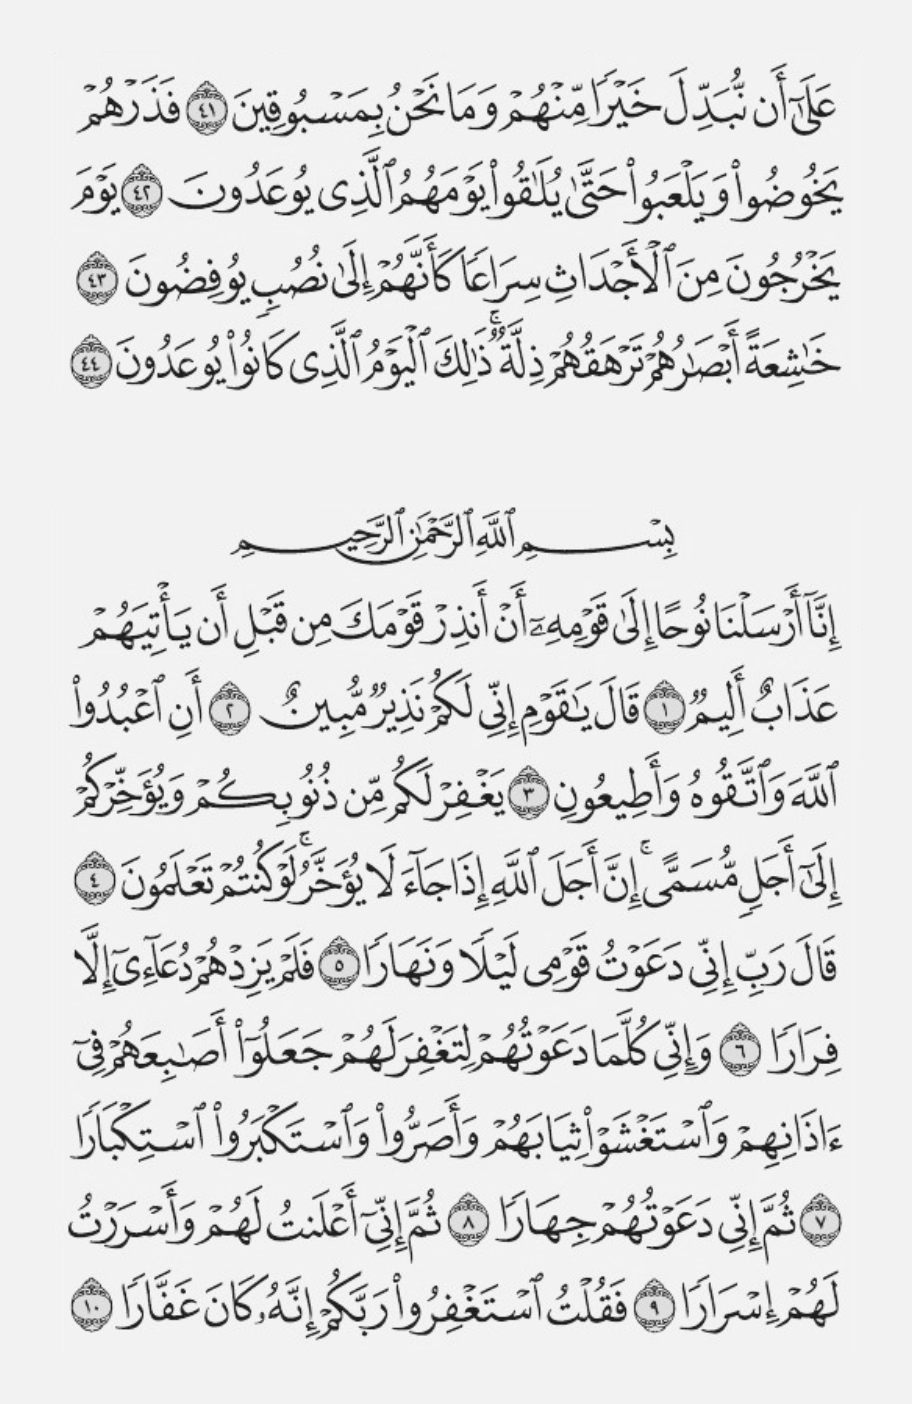 عَلَىٰٓ أَن نُّبَدِّلَ خَيْرًا مِّنْهُمْ وَمَا نَحْنُ بِمَسْبُوقِينَ ٤١ فَذَرْهُمْ
يَخُوضُوا۟ وَيَلْعَبُوا۟ حَتَّىٰ يُلَٰقُوا۟ يَوْمَهُمُ ٱلَّذِى يُوعَدُونَ ٤٢ يَوْمَ
يَخْرُجُونَ مِنَ ٱلْأَجْدَاثِ سِرَاعًا كَأَنَّهُمْ إِلَىٰ نُصُبٍ يُوفِضُونَ ٤٣
خَٰشِعَةً أَبْصَٰرُهُمْ تَرْهَقُهُمْ ذِلَّةٌ ۚ ذَٰلِكَ ٱلْيَوْمُ ٱلَّذِى كَانُوا۟ يُوعَدُونَ ٤٤
بِسْمِ ٱللَّهِ ٱلرَّحْمَٰنِ ٱلرَّحِيمِ
إِنَّآ أَرْسَلْنَا نُوحًا إِلَىٰ قَوْمِهِۦٓ أَنْ أَنذِرْ قَوْمَكَ مِن قَبْلِ أَن يَأْتِيَهُمْ
عَذَابٌ أَلِيمٌ ١ قَالَ يَٰقَوْمِ إِنِّى لَكُمْ نَذِيرٌ مُّبِينٌ ٢ أَنِ ٱعْبُدُوا۟
ٱللَّهَ وَٱتَّقُوهُ وَأَطِيعُونِ ٣ يَغْفِرْ لَكُم مِّن ذُنُوبِكُمْ وَيُؤَخِّرْكُمْ
إِلَىٰٓ أَجَلٍ مُّسَمًّى ۚ إِنَّ أَجَلَ ٱللَّهِ إِذَا جَآءَ لَا يُؤَخَّرُ ۖ لَوْ كُنتُمْ تَعْلَمُونَ ٤
قَالَ رَبِّ إِنِّى دَعَوْتُ قَوْمِى لَيْلًا وَنَهَارًا ٥ فَلَمْ يَزِدْهُمْ دُعَآءِىٓ إِلَّا
فِرَارًا ٦ وَإِنِّى كُلَّمَا دَعَوْتُهُمْ لِتَغْفِرَ لَهُمْ جَعَلُوٓا۟ أَصَٰبِعَهُمْ فِىٓ
ءَاذَانِهِمْ وَٱسْتَغْشَوْا۟ ثِيَابَهُمْ وَأَصَرُّوا۟ وَٱسْتَكْبَرُوا۟ ٱسْتِكْبَارًا
٧ ثُمَّ إِنِّى دَعَوْتُهُمْ جِهَارًا ٨ ثُمَّ إِنِّىٓ أَعْلَنتُ لَهُمْ وَأَسْرَرْتُ
لَهُمْ إِسْرَارًا ٩ فَقُلْتُ ٱسْتَغْفِرُوا۟ رَبَّكُمْ إِنَّهُۥ كَانَ غَفَّارًا ١٠